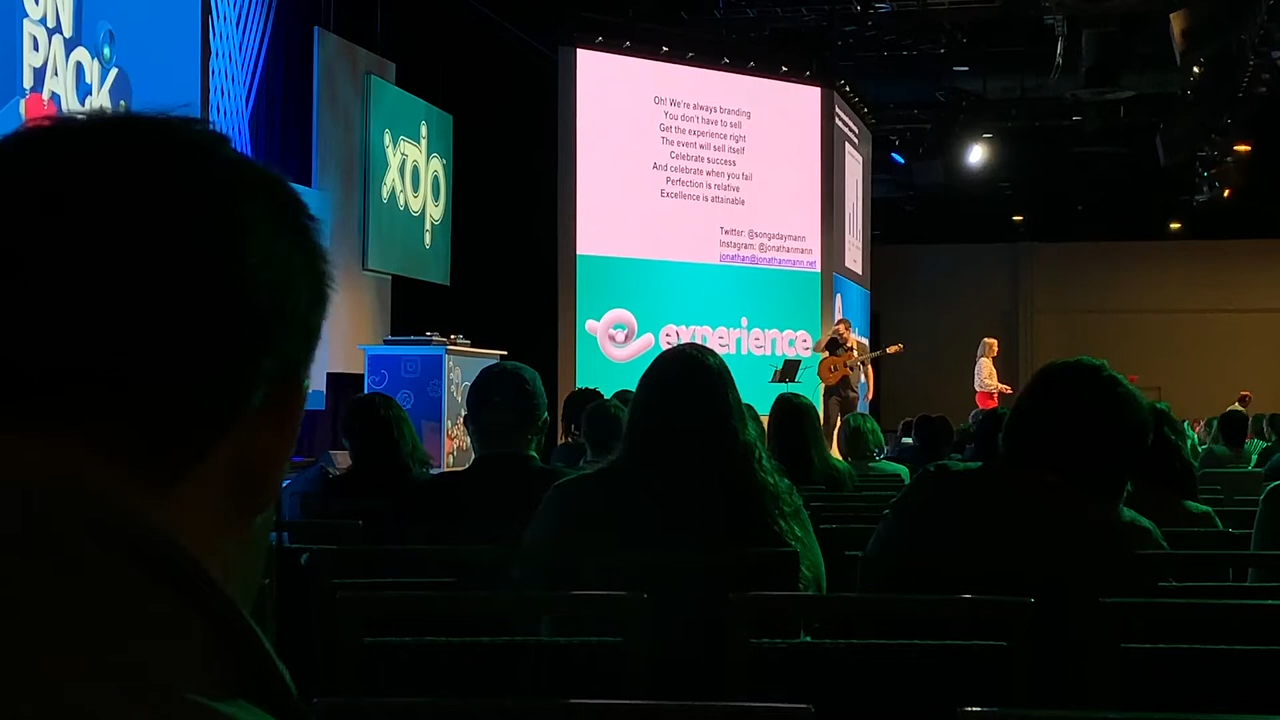 UN
PACK
xdp
Oh! We're always branding
You don't have to sell
Get the experience right
The event will sell itself
Celebrate success
And celebrate when you fail
Perfection is relative
Excellence is attainable
Twitter: @songadaymann
Instagram: @jonathanmann
jonathan@jonathanmann.net
experience